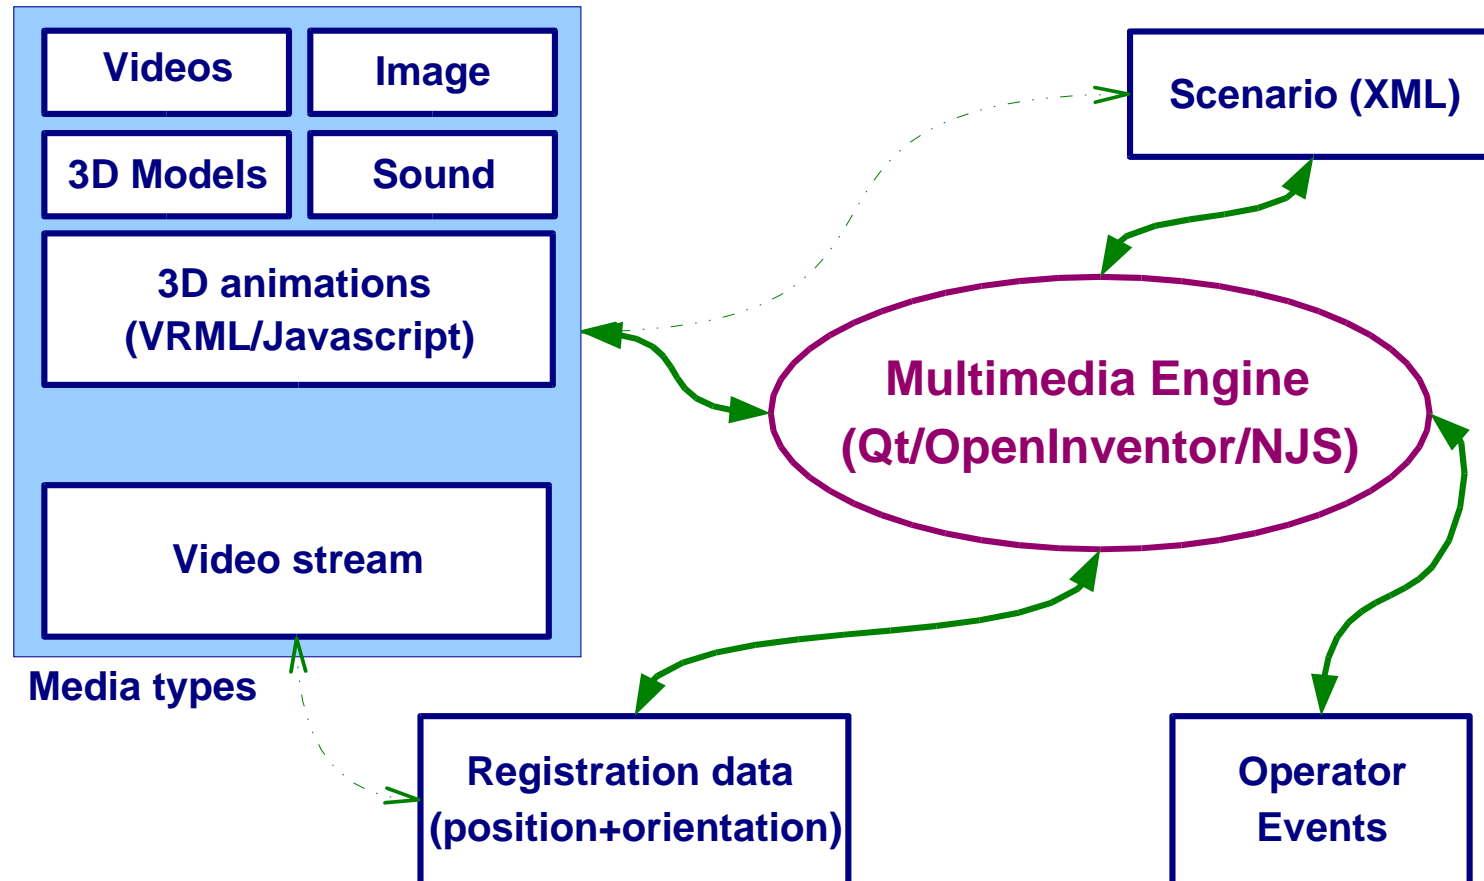 Videos
Image
3D Models
Sound
3D animations
(VRML/Javascript)
Video stream
Media types
Scenario (XML)
Multimedia Engine
(Qt/OpenInventor/NJS)
Registration data
(position+orientation)
Operator
Events